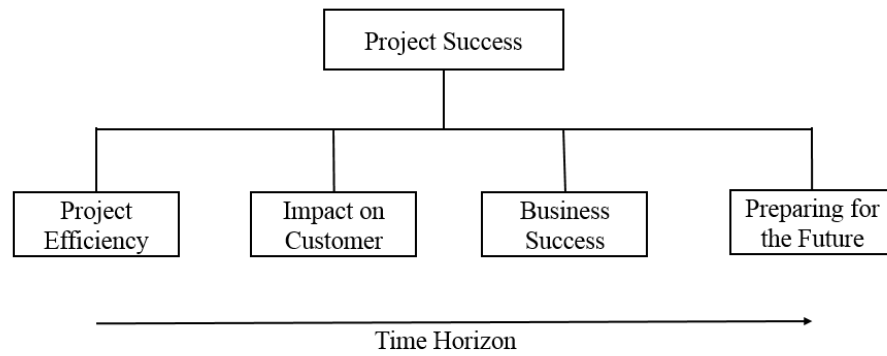 Project Success
Project
Efficiency
Impact on
Customer
Business
Success
Preparing for
the Future
Time Horizon